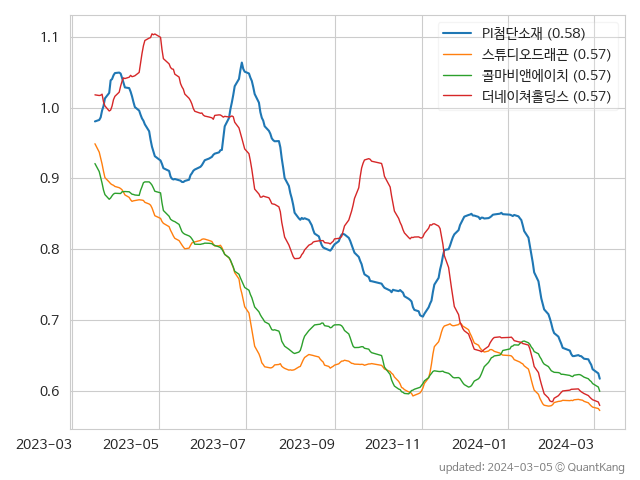 PI첨단소재 (0.58)
스튜디오드래곤 (0.57)
콜마비앤에이치 (0.57)
더네이쳐홀딩스 (0.57)
1.1
1.0
0.9
0.8
0.7
0.6
2023-03 2023-05 2023-07 2023-09 2023-11 2024-01 2024-03
updated: 2024-03-05 © QuantKang